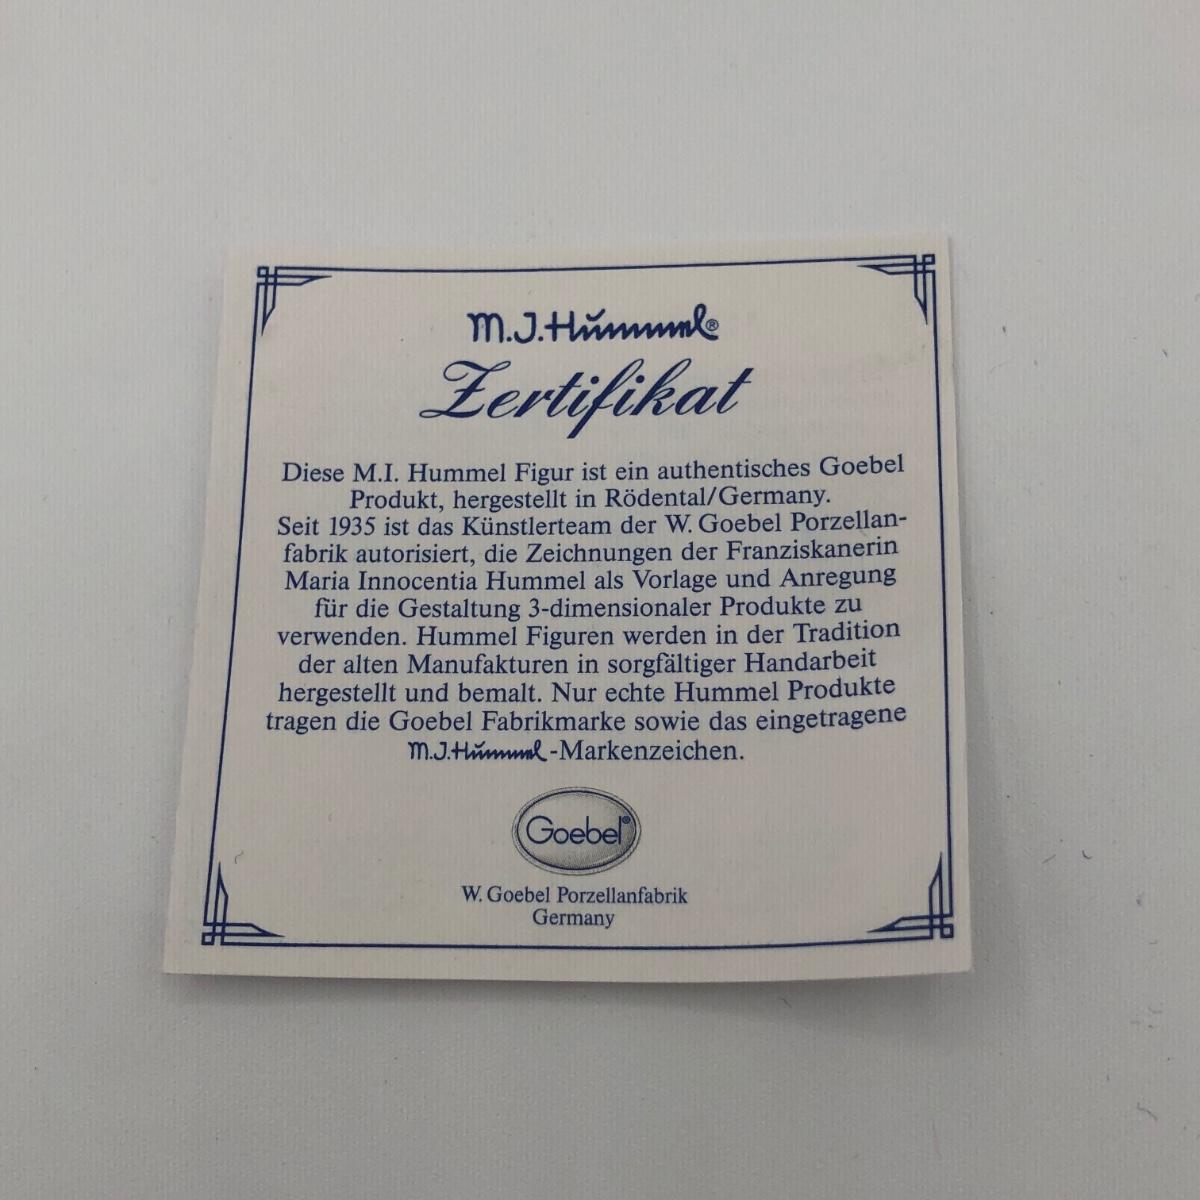 M.J.Hummel®
Zertifikat
Diese M.I. Hummel Figur ist ein authentisches Goebel
Produkt, hergestellt in Rödental/Germany.
Seit 1935 ist das Künstlerteam der W. Goebel Porzellan-
fabrik autorisiert, die Zeichnungen der Franziskanerin
Maria Innocentia Hummel als Vorlage und Anregung
für die Gestaltung 3-dimensionaler Produkte zu
verwenden. Hummel Figuren werden in der Tradition
der alten Manufakturen in sorgfältiger Handarbeit
hergestellt und bemalt. Nur echte Hummel Produkte
tragen die Goebel Fabrikmarke sowie das eingetragene
M.J.Hummel-Markenzeichen.
Goebel®
W. Goebel Porzellanfabrik
Germany